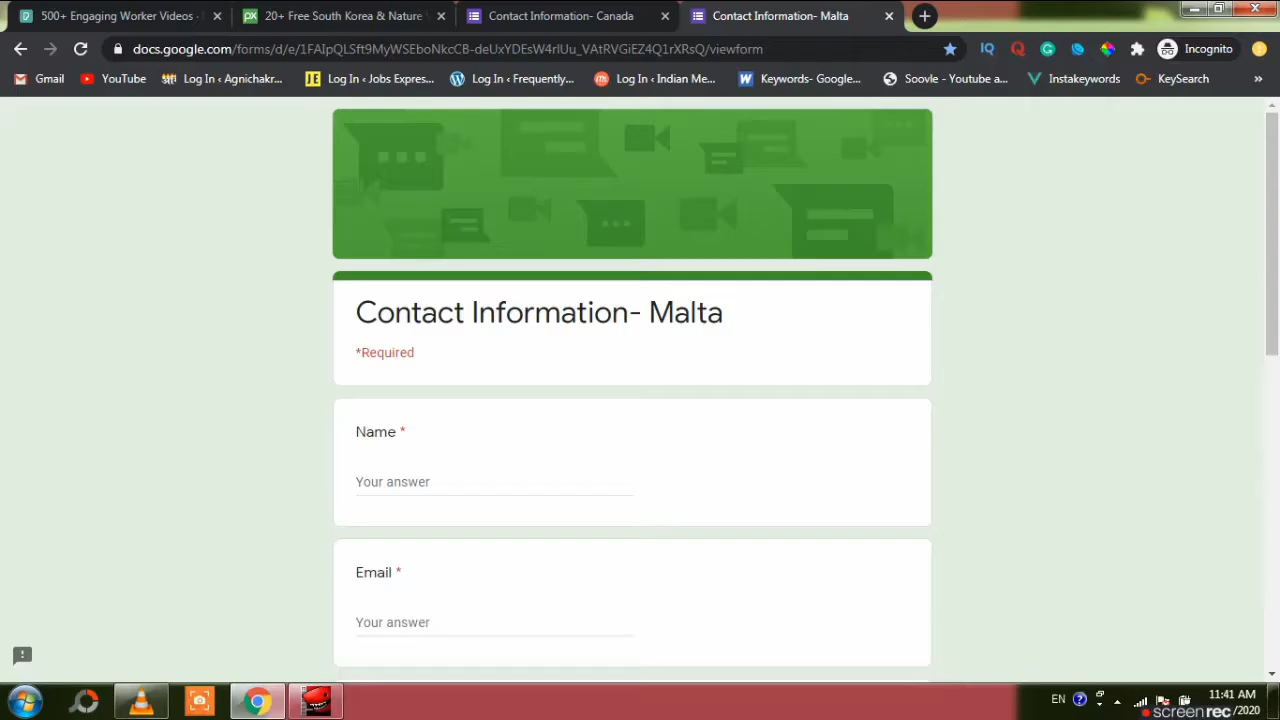 500+ Engaging Worker Videos ·
20+ Free South Korea & Nature
Contact Information- Canada
Contact Information- Malta
docs.google.com/forms/d/e/1FAIpQLSft9MyWSEboNkcCB-deUxYDEsW4rlUu_VAtRVGiEZ4Q1rXRsQ/viewform
IQ
Incognito
Gmail
YouTube
Log In ‹ Agnichakr...
JE
Log In ‹ Jobs Expres...
Log In ‹ Frequently...
Log In ‹ Indian Me...
Keywords- Google...
Soovle - Youtube a...
Instakeywords
KeySearch
»
Contact Information- Malta
*Required
Name *
Your answer
Email *
Your answer
EN
11:41 AM
screenrec
/2020